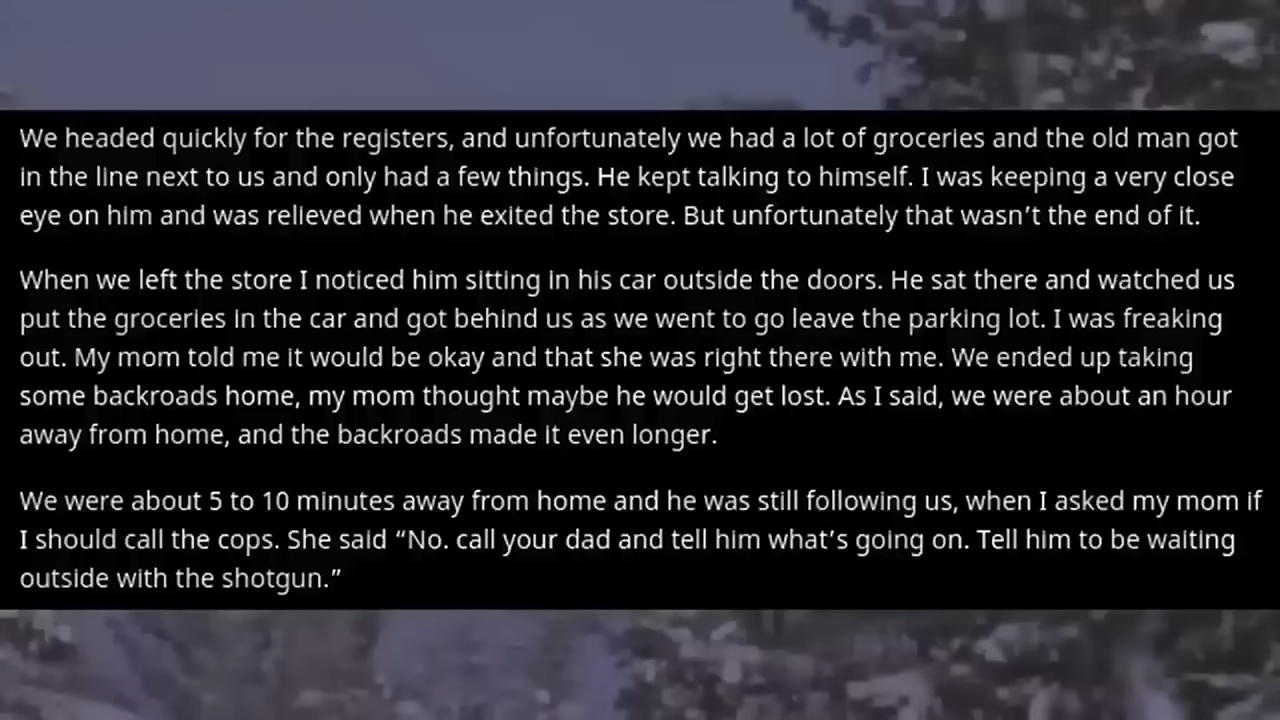 We headed quickly for the registers, and unfortunately we had a lot of groceries and the old man got
in the line next to us and only had a few things. He kept talking to himself. I was keeping a very close
eye on him and was relieved when he exited the store. But unfortunately that wasn’t the end of it.
When we left the store I noticed him sitting in his car outside the doors. He sat there and watched us
put the groceries in the car and got behind us as we went to go leave the parking lot. I was freaking
out. My mom told me it would be okay and that she was right there with me. We ended up taking
some backroads home, my mom thought maybe he would get lost. As I said, we were about an hour
away from home, and the backroads made it even longer.
We were about 5 to 10 minutes away from home and he was still following us, when I asked my mom if
I should call the cops. She said “No. call your dad and tell him what’s going on. Tell him to be waiting
outside with the shotgun.”